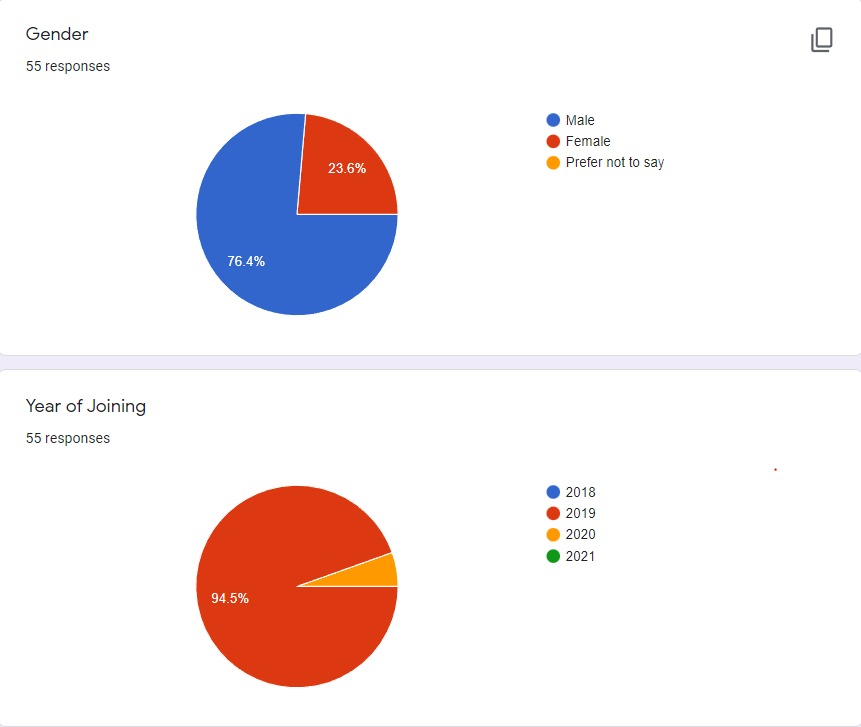 Gender
55 responses
Male
Female
Prefer not to say
23.6%
76.4%
Year of Joining
55 responses
2018
2019
2020
2021
94.5%